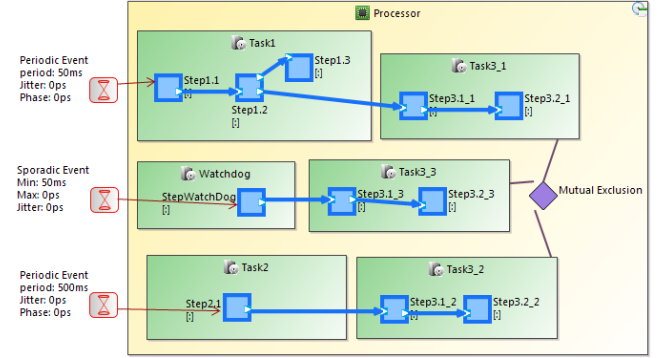 Processor
Task1
Step1.3
[:]
Periodic Event
period: 50ms
Jitter: 0ps
Phase: 0ps
Step1.1
[:]
Step1.2
[:]
Task3_1
Step3.1_1
[:]
Step3.2_1
[:]
Sporadic Event
Min: 50ms
Max: 0ps
Jitter: 0ps
Watchdog
StepWatchDog
[:]
Task3_3
Step3.1_3
[:]
Step3.2_3
[:]
Mutual Exclusion
Periodic Event
period: 500ms
Jitter: 0ps
Phase: 0ps
Task2
Step2.1
[:]
Task3_2
Step3.1_2
[:]
Step3.2_2
[:]